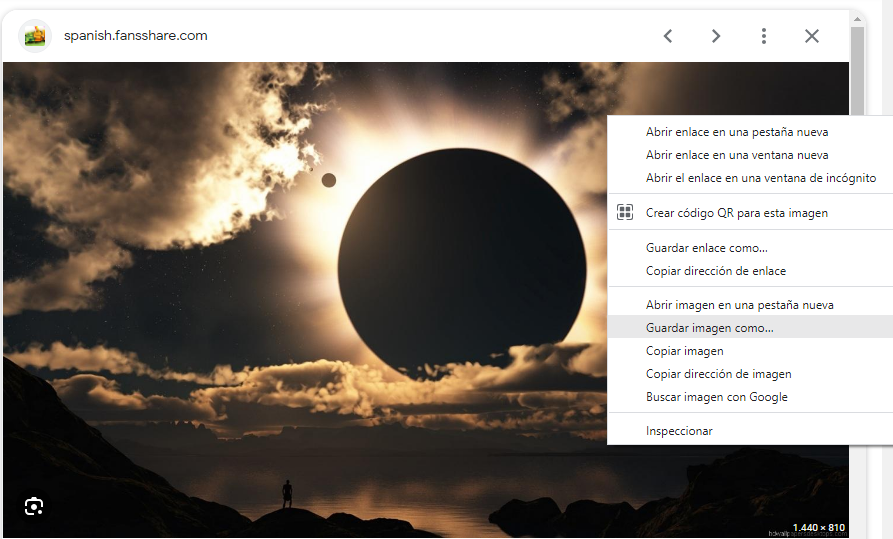 spanish.fansshare.com
Abrir enlace en una pestaña nueva
Abrir enlace en una ventana nueva
Abrir el enlace en una ventana de incógnito
Crear código QR para esta imagen
Guardar enlace como...
Copiar dirección de enlace
Abrir imagen en una pestaña nueva
Guardar imagen como...
Copiar imagen
Copiar dirección de imagen
Buscar imagen con Google
Inspeccionar
1.440 × 810